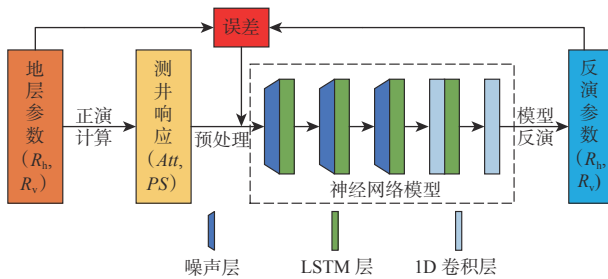 误差
地
层
参
数
(Rh,
Rv)
正演
计算
测
井
响
应
(Att,
PS)
预处理
神经网络模型
模型
反演
反
演
参
数
(Rh,
Rv)
噪声层
LSTM 层
1D 卷积层